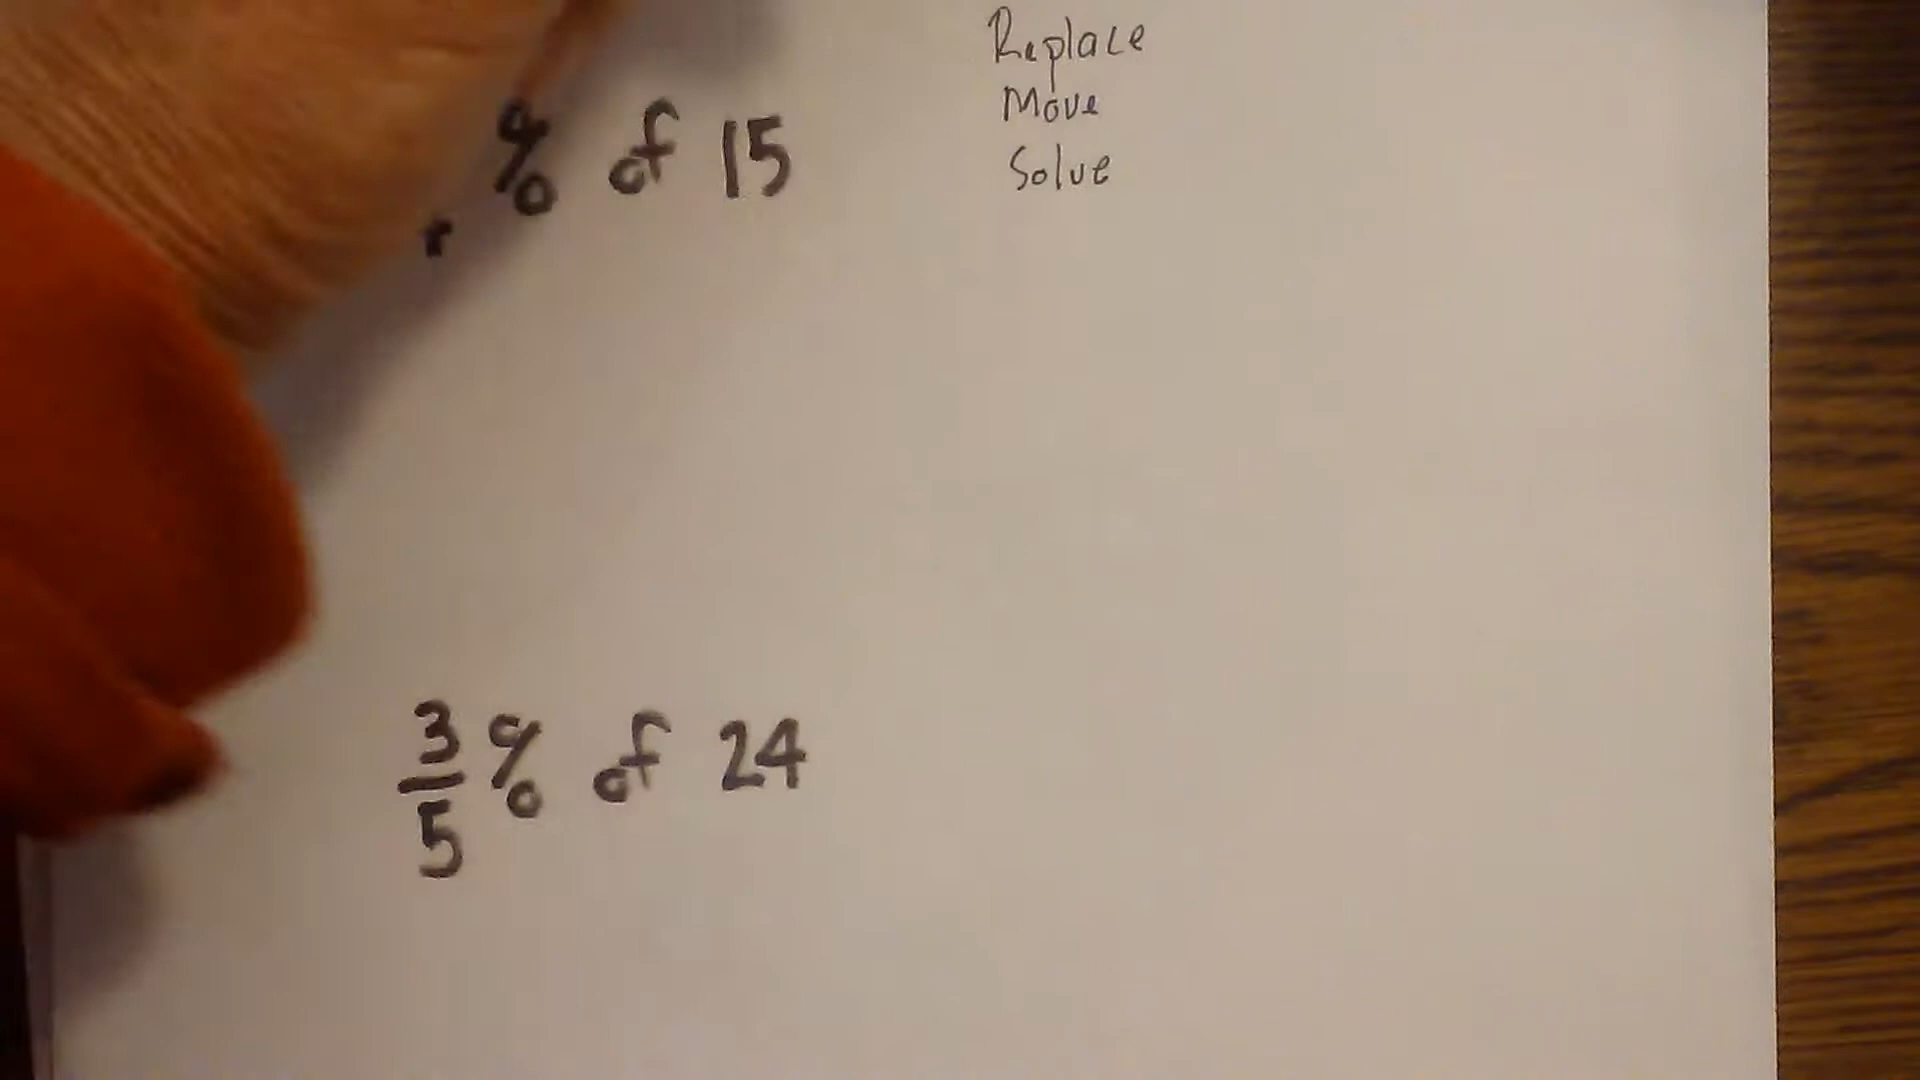 % of 15
Replace
Move
Solve
3/5 % of 24